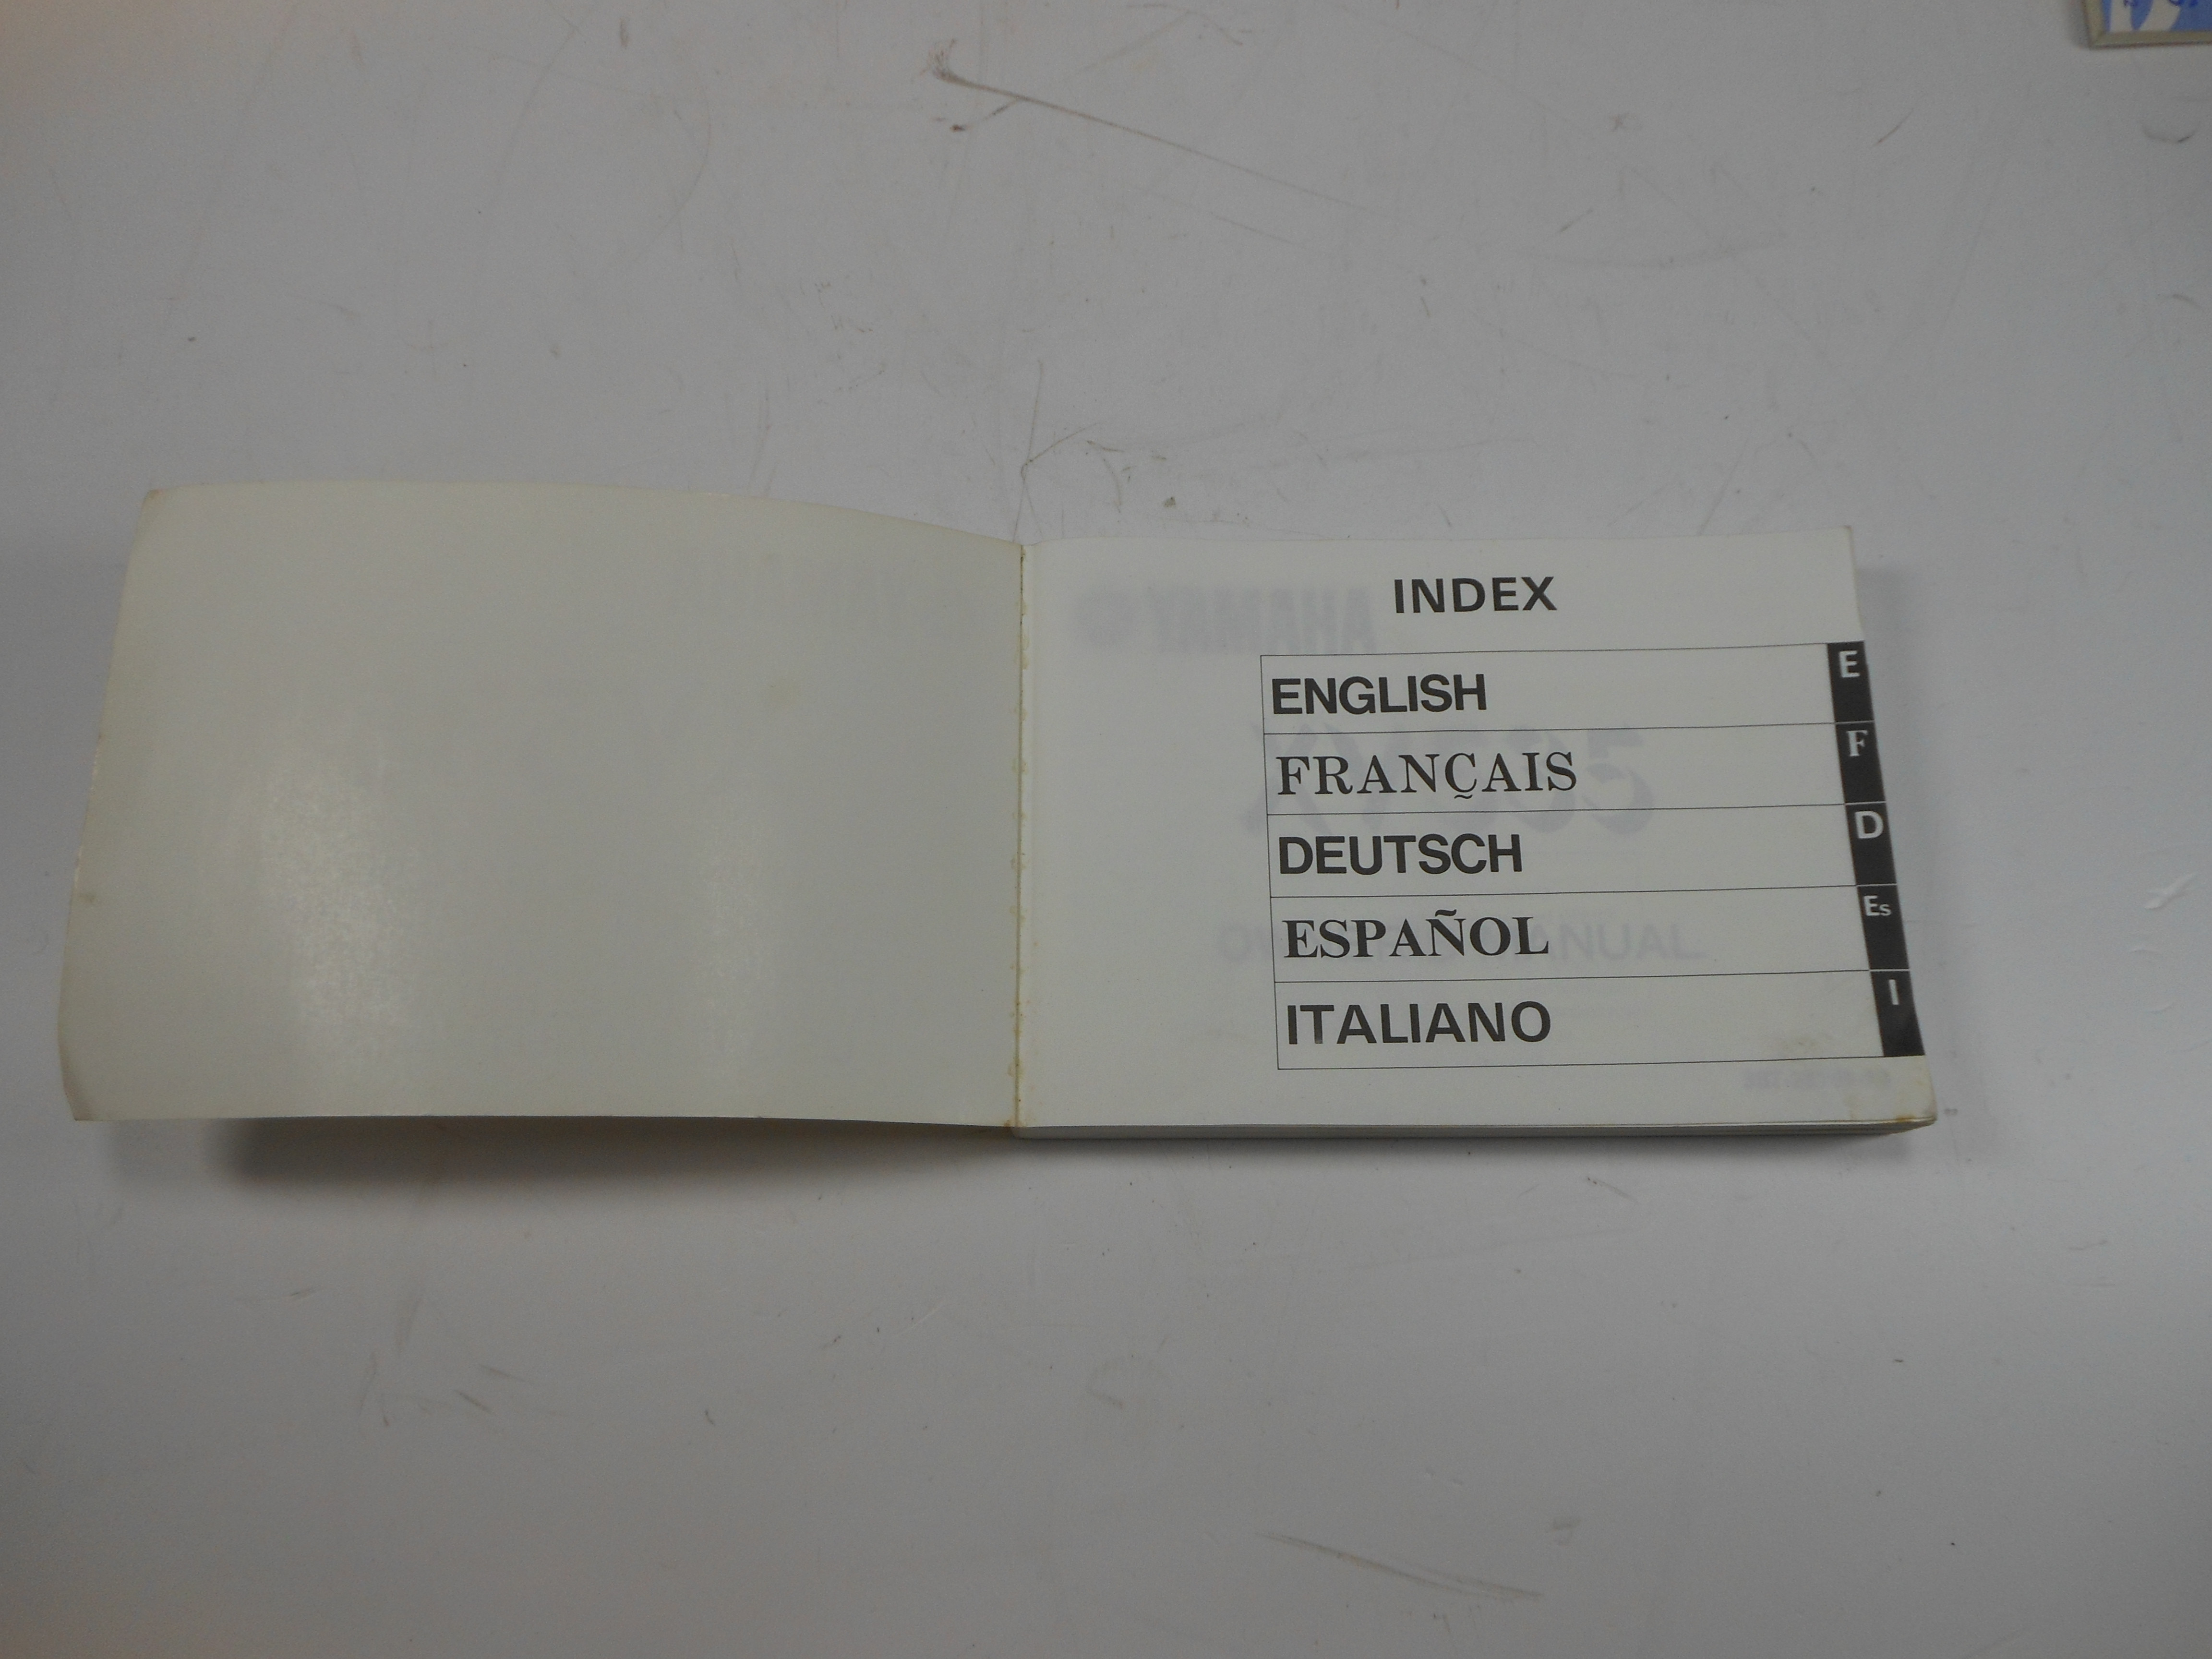 INDEX
ENGLISH E
FRANÇAIS F
DEUTSCH D
ESPAÑOL Es
ITALIANO I